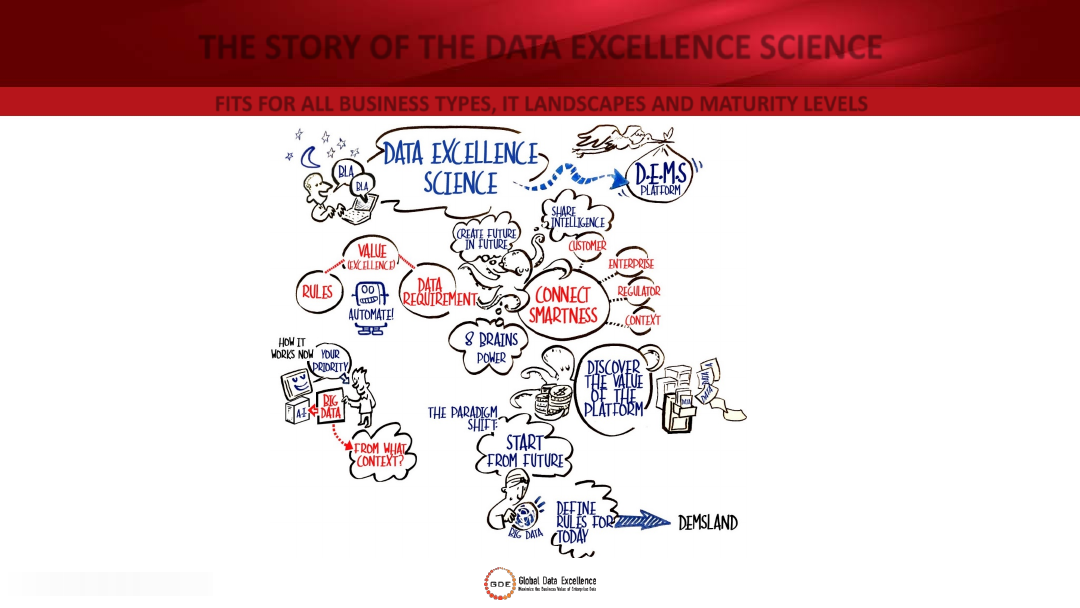 THE STORY OF THE DATA EXCELLENCE SCIENCE
FITS FOR ALL BUSINESS TYPES, IT LANDSCAPES AND MATURITY LEVELS
BLA
BLA
DATA EXCELLENCE
SCIENCE
D.E.M.S
PLATFORM
CREATE FUTURE
IN FUTURE
SHARE
INTELLIGENCE
VALUE
(EXCELLENCE)
RULES
DATA
REQUIREMENT
AUTOMATE!
CONNECT
SMARTNESS
CUSTOMER
ENTERPRISE
REGULATOR
CONTEXT
8 BRAINS
POWER
HOW IT
WORKS NOW
YOUR
PRIORITY
A-Z
BIG
DATA
FROM WHAT
CONTEXT?
DISCOVER
THE VALUE
OF THE
PLATFORM
DATA
DATA
DATA
THE PARADIGM
SHIFT:
START
FROM FUTURE
BIG DATA
DEFINE
RULES FOR
TODAY
DEMSLAND
GDE
Global Data Excellence
Maximize the Business Value of Enterprise Data